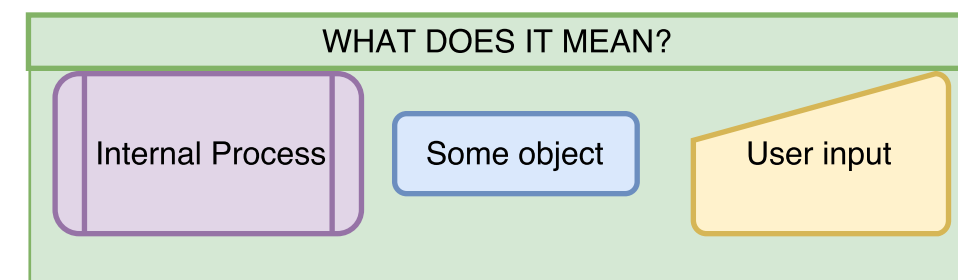 WHAT DOES IT MEAN?
Internal Process
Some object
User input